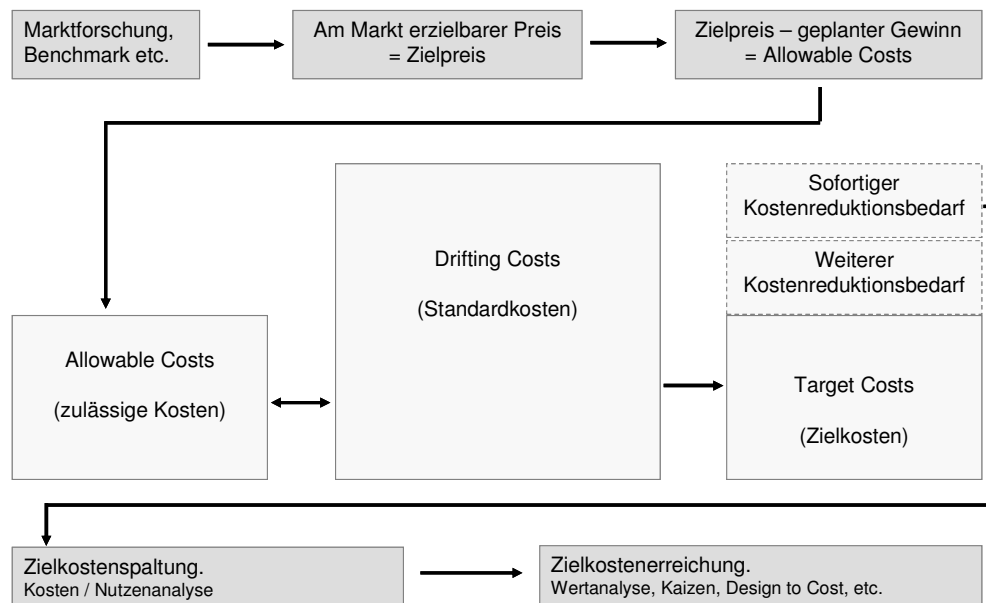 Marktforschung,
Benchmark etc.
Am Markt erzielbarer Preis
= Zielpreis
Zielpreis – geplanter Gewinn
= Allowable Costs
Sofortiger
Kostenreduktionsbedarf
Weiterer
Kostenreduktionsbedarf
Drifting Costs
(Standardkosten)
Allowable Costs
(zulässige Kosten)
Target Costs
(Zielkosten)
Zielkostenspaltung.
Kosten / Nutzenanalyse
Zielkostenerreichung.
Wertanalyse, Kaizen, Design to Cost, etc.